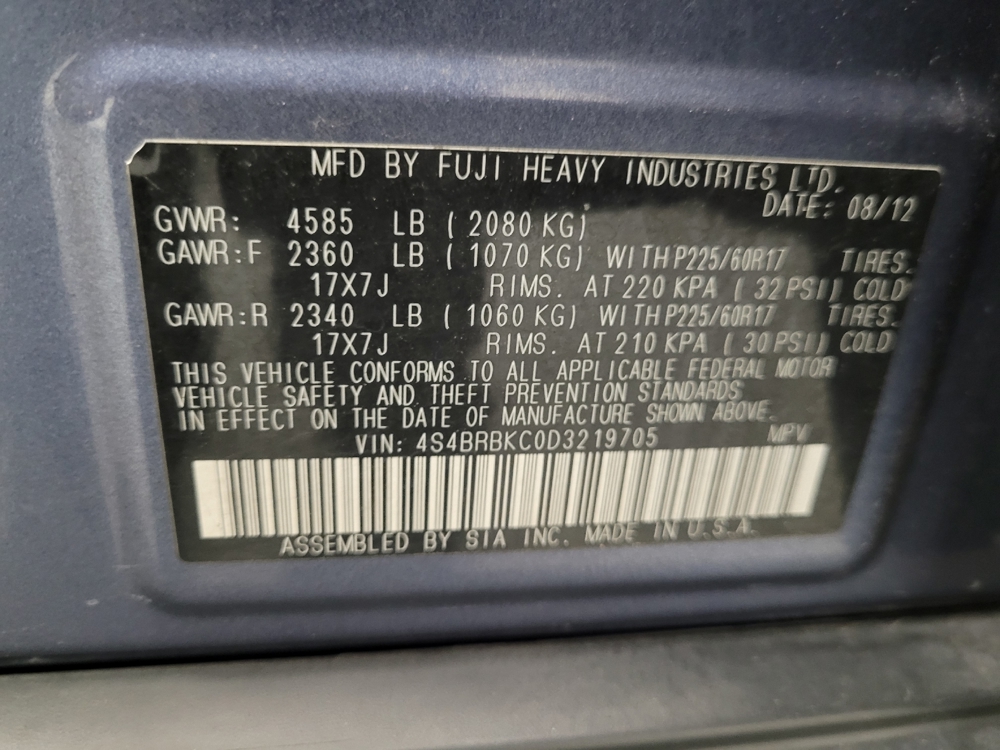 MFD BY FUJI HEAVY INDUSTRIES LTD.
DATE: 08/12
GVWR: 4585 LB (2080 KG)
GAWR:F 2360 LB (1070 KG) WITH P225/60R17 TIRES.
17X7J RIMS. AT 220 KPA (32 PSI) COLD
GAWR:R 2340 LB (1060 KG) WITH P225/60R17 TIRES.
17X7J RIMS. AT 210 KPA (30 PSI) COLD
THIS VEHICLE CONFORMS TO ALL APPLICABLE FEDERAL MOTOR
VEHICLE SAFETY AND THEFT PREVENTION STANDARDS
IN EFFECT ON THE DATE OF MANUFACTURE SHOWN ABOVE.
VIN: 4S4BRBKC0D3219705 MPV
ASSEMBLED BY SIA INC. MADE IN U.S.A.